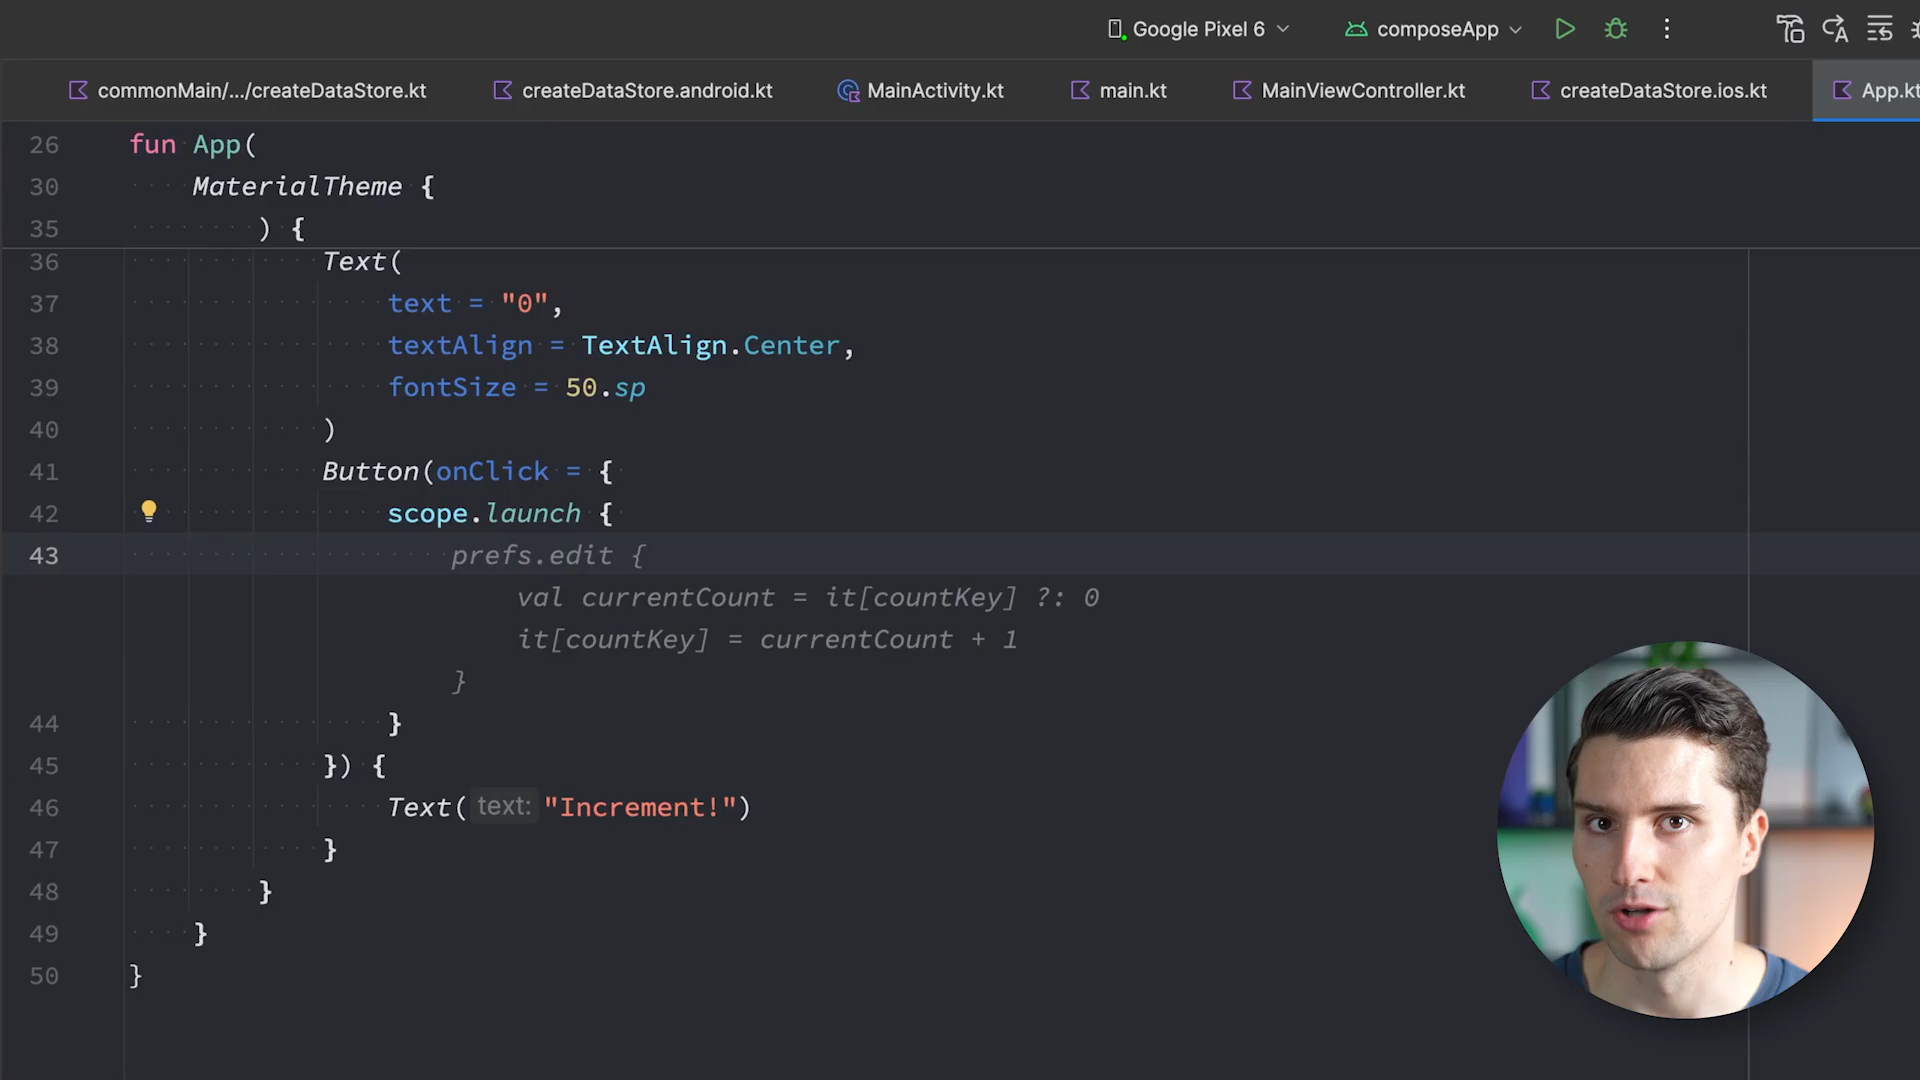 Google Pixel 6
composeApp
commonMain/.../createDataStore.kt
createDataStore.android.kt
MainActivity.kt
main.kt
MainViewController.kt
createDataStore.ios.kt
App.kt
26 fun App(
30 MaterialTheme {
35 ) {
36 Text(
37 text = "0",
38 textAlign = TextAlign.Center,
39 fontSize = 50.sp
40 )
41 Button(onClick = {
42 scope.launch {
43 prefs.edit {
val currentCount = it[countKey] ?: 0
it[countKey] = currentCount + 1
}
44 }
45 }) {
46 Text(text: "Increment!")
47 }
48 }
49 }
50 }